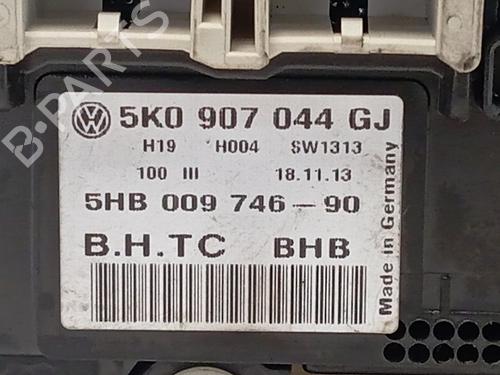 B-PARTS
5K0 907 044 GJ
H19 H004 SW1313
100 III 18.11.13
5HB 009 746-90
B.H.TC BHB
Made in Germany